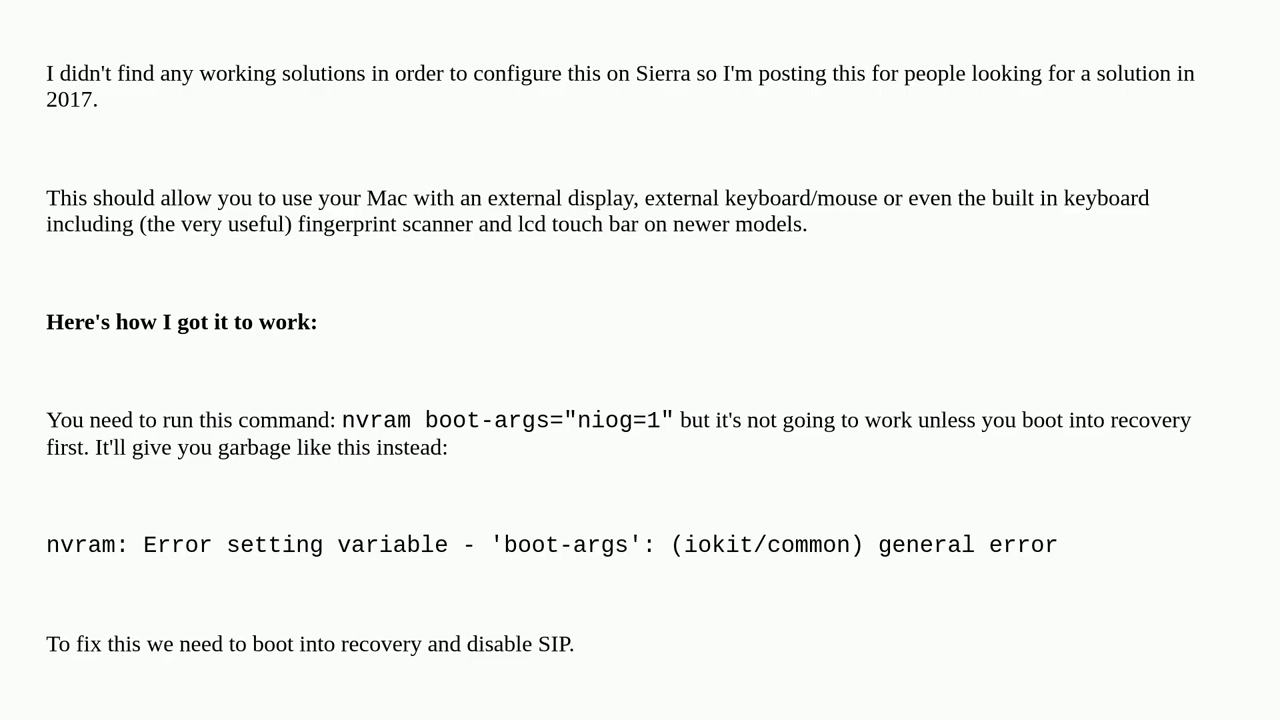 I didn't find any working solutions in order to configure this on Sierra so I'm posting this for people looking for a solution in
2017.
This should allow you to use your Mac with an external display, external keyboard/mouse or even the built in keyboard
including (the very useful) fingerprint scanner and lcd touch bar on newer models.
Here's how I got it to work:
You need to run this command: nvram boot-args="niog=1" but it's not going to work unless you boot into recovery
first. It'll give you garbage like this instead:
nvram: Error setting variable - 'boot-args': (iokit/common) general error
To fix this we need to boot into recovery and disable SIP.